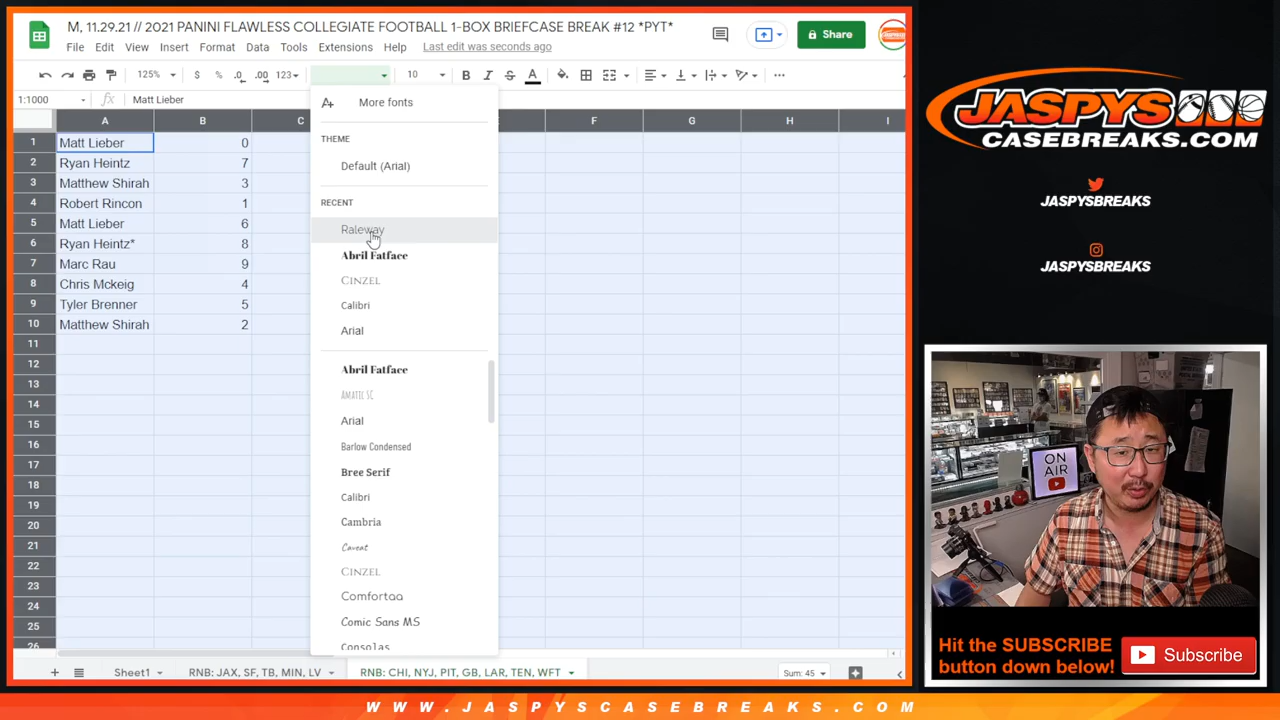 M, 11.29.21 // 2021 PANINI FLAWLESS COLLEGIATE FOOTBALL 1-BOX BRIEFCASE BREAK #12 *PYT*
File Edit View Insert Format Data Tools Extensions Help Last edit was seconds ago
Share
125% $ % .0 .00 123 10 B I S A
1:1000 fx Matt Lieber
A B C F G H I
1 Matt Lieber 0
2 Ryan Heintz 7
3 Matthew Shirah 3
4 Robert Rincon 1
5 Matt Lieber 6
6 Ryan Heintz* 8
7 Marc Rau 9
8 Chris Mckeig 4
9 Tyler Brenner 5
10 Matthew Shirah 2
11
12
13
14
15
16
17
18
19
20
21
22
23
24
25
26
More fonts
THEME
Default (Arial)
RECENT
Raleway
Abril Fatface
CINZEL
Calibri
Arial
Abril Fatface
AMATIC SC
Arial
Barlow Condensed
Bree Serif
Calibri
Cambria
Caveat
CINZEL
Comfortaa
Comic Sans MS
Consolas
+ Sheet1 RNB: JAX, SF, TB, MIN, LV RNB: CHI, NYJ, PIT, GB, LAR, TEN, WFT Sum: 45
JASPYS
CASEBREAKS.COM
JASPYSBREAKS
JASPYSBREAKS
ON
AIR
Hit the SUBSCRIBE
button down below!
Subscribe
WWW.JASPYSCASEBREAKS.COM